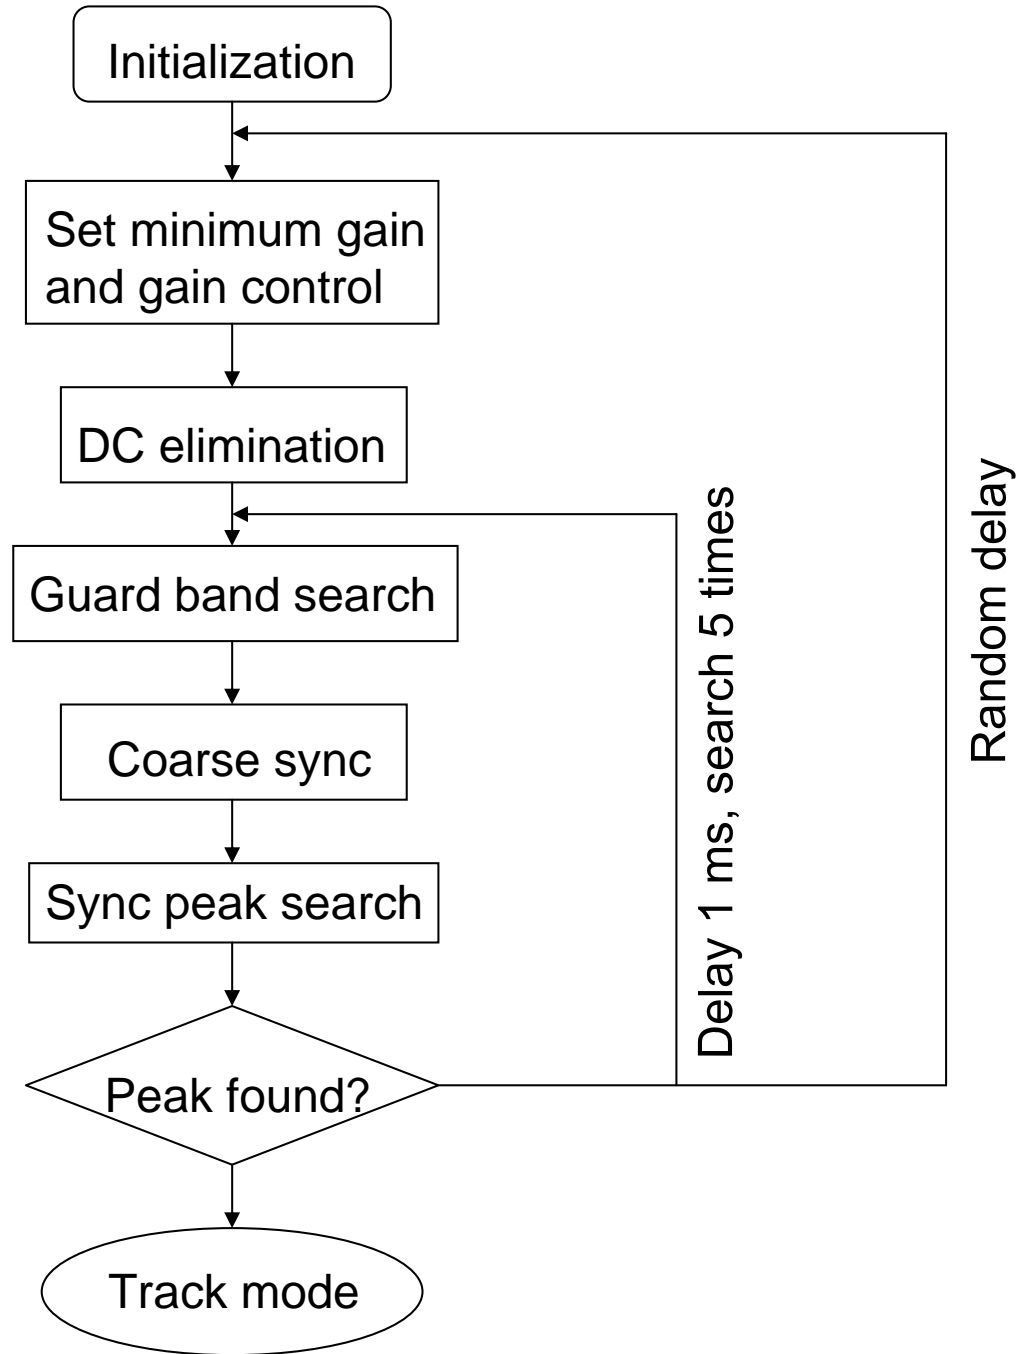 Initialization
Set minimum gain
and gain control
DC elimination
Guard band search
Coarse sync
Sync peak search
Peak found?
Track mode
Delay 1 ms, search 5 times
Random delay